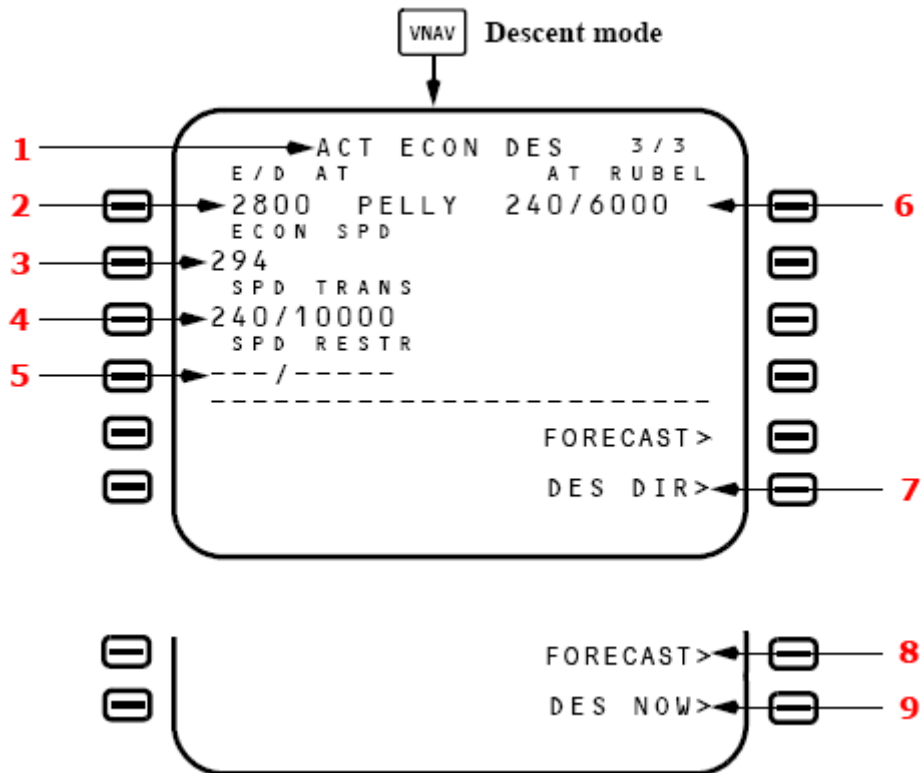 VNAV Descent mode
1 ACT ECON DES 3/3
E/D AT AT RUBEL
2 2800 PELLY 240/6000 6
ECON SPD
3 294
SPD TRANS
4 240/10000
SPD RESTR
5 ---/-----
------------------------
FORECAST>
DES DIR> 7
FORECAST> 8
DES NOW> 9